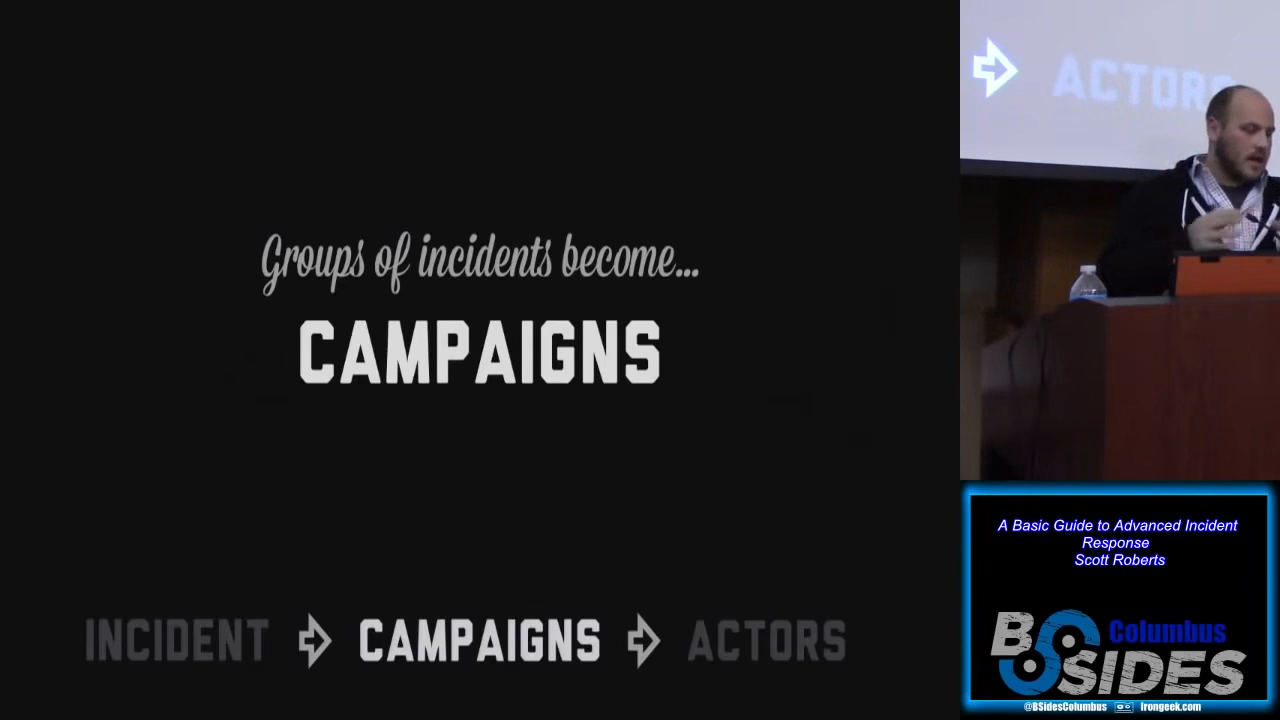 Groups of incidents become...
CAMPAIGNS
INCIDENT CAMPAIGNS ACTORS
ACTORS
A Basic Guide to Advanced Incident
Response
Scott Roberts
BSIDES
Columbus
@BSidesColumbus Irongeek.com